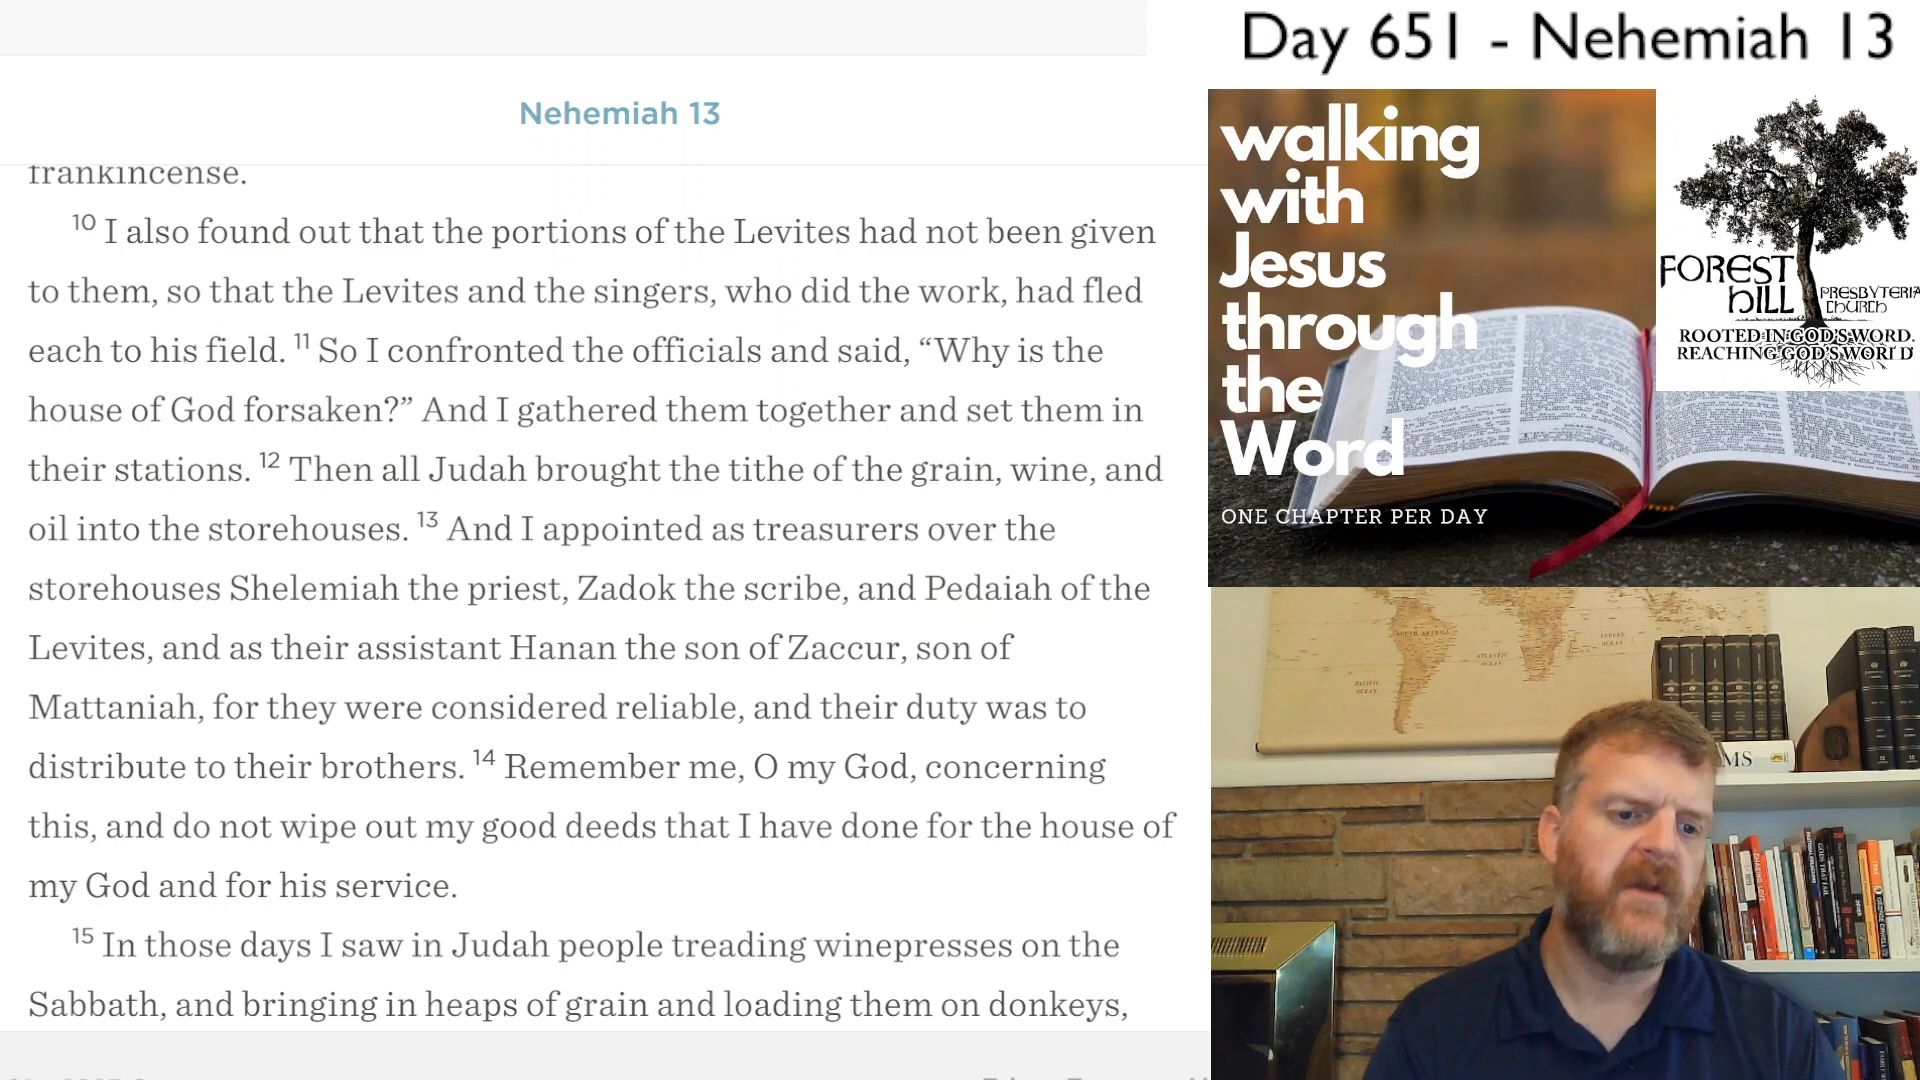 Day 651 - Nehemiah 13
Nehemiah 13
frankincense.
10 I also found out that the portions of the Levites had not been given
to them, so that the Levites and the singers, who did the work, had fled
each to his field. 11 So I confronted the officials and said, “Why is the
house of God forsaken?” And I gathered them together and set them in
their stations. 12 Then all Judah brought the tithe of the grain, wine, and
oil into the storehouses. 13 And I appointed as treasurers over the
storehouses Shelemiah the priest, Zadok the scribe, and Pedaiah of the
Levites, and as their assistant Hanan the son of Zaccur, son of
Mattaniah, for they were considered reliable, and their duty was to
distribute to their brothers. 14 Remember me, O my God, concerning
this, and do not wipe out my good deeds that I have done for the house of
my God and for his service.
15 In those days I saw in Judah people treading winepresses on the
Sabbath, and bringing in heaps of grain and loading them on donkeys,
walking
with
Jesus
through
the
Word
ONE CHAPTER PER DAY
FOREST
hILL
PRESBYTERIA
ChURCh
ROOTED IN GOD'S WORD.
REACHING GOD'S WORLD
SOUTH AMERICA
ATLANTIC
OCEAN
INDIAN
OCEAN
PACIFIC
OCEAN
MS